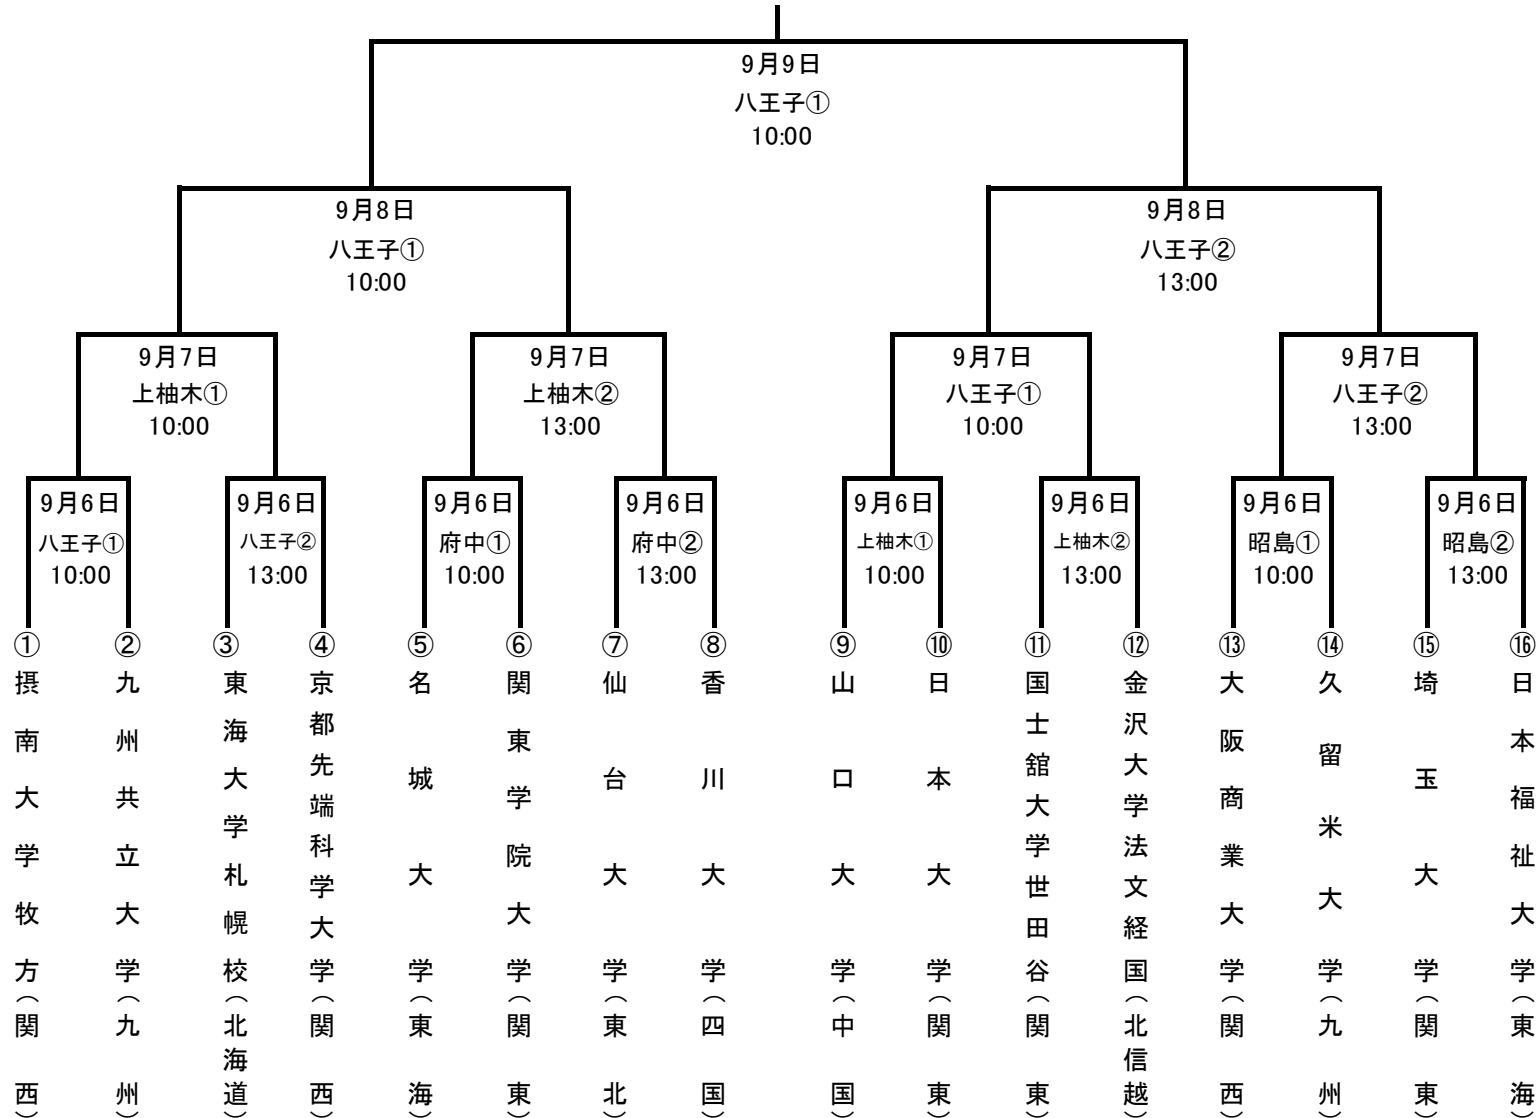 9月9日
八王子①
10:00
9月8日
八王子①
10:00
9月8日
八王子②
13:00
9月7日
上柚木①
10:00
9月7日
上柚木②
13:00
9月7日
八王子①
10:00
9月7日
八王子②
13:00
9月6日
八王子①
10:00
9月6日
八王子②
13:00
9月6日
府中①
10:00
9月6日
府中②
13:00
9月6日
上柚木①
10:00
9月6日
上柚木②
13:00
9月6日
昭島①
10:00
9月6日
昭島②
13:00
①摂南大学牧方(関西)
②九州共立大学(九州)
③東海大学札幌校(北海道)
④京都先端科学大学(関西)
⑤名城大学(東海)
⑥関東学院大学(関東)
⑦仙台大学(東北)
⑧香川大学(四国)
⑨山口大学(中国)
⑩日本大学(関東)
⑪国士舘大学世田谷(関東)
⑫金沢大学法文経国(北信越)
⑬大阪商業大学(関西)
⑭久留米大学(九州)
⑮埼玉大学(関東)
⑯日本福祉大学(東海)